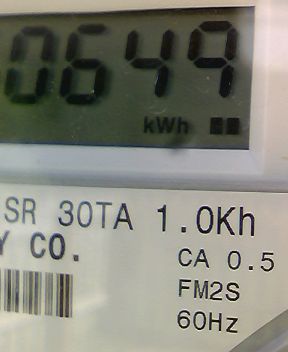 0649
kWh
SR 30TA 1.0Kh
Y CO.
CA 0.5
FM2S
60Hz